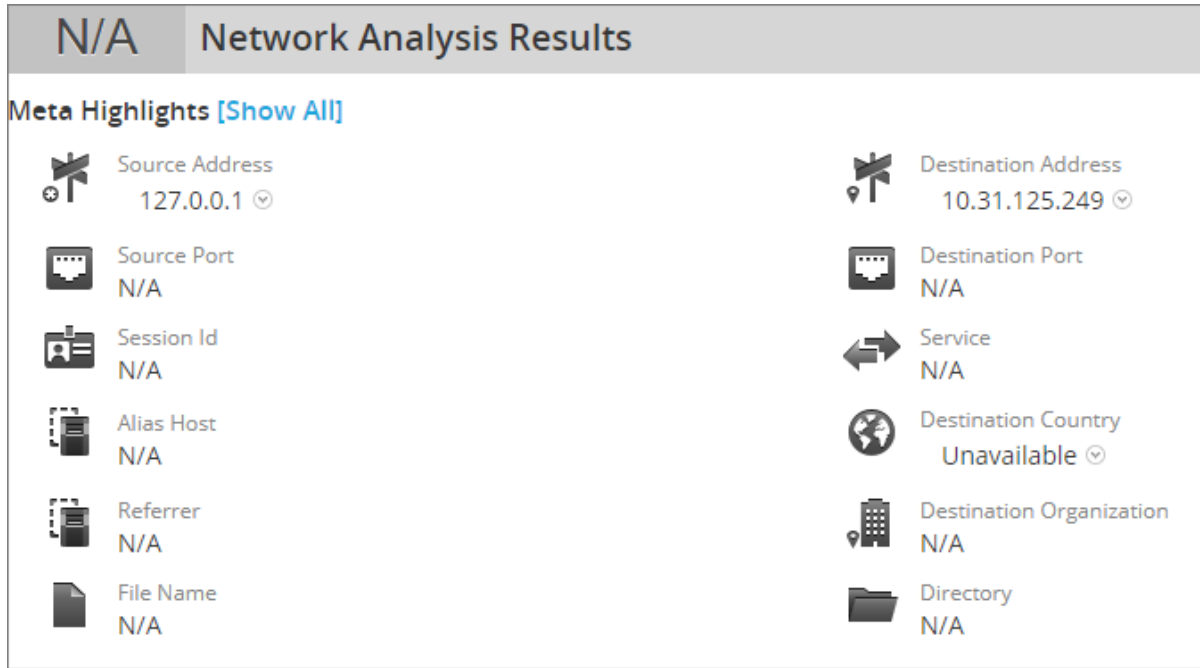 N/A Network Analysis Results
Meta Highlights [Show All]
Source Address
127.0.0.1
Destination Address
10.31.125.249
Source Port
N/A
Destination Port
N/A
Session Id
N/A
Service
N/A
Alias Host
N/A
Destination Country
Unavailable
Referrer
N/A
Destination Organization
N/A
File Name
N/A
Directory
N/A